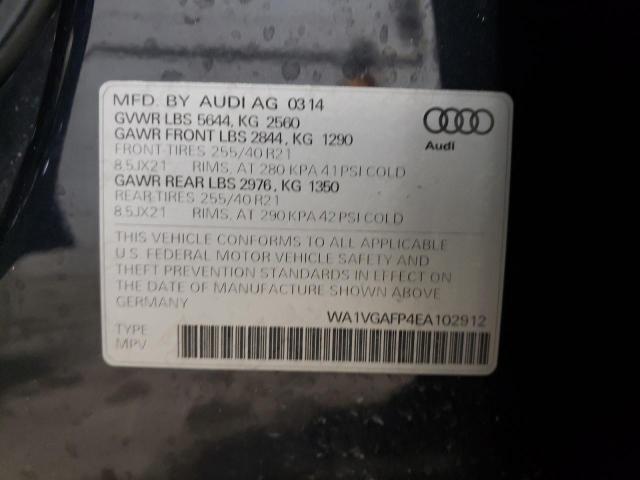 MFD. BY AUDI AG 03 14
GVWR LBS 5644, KG 2560
GAWR FRONT LBS 2844, KG 1290
FRONT-TIRES 255/40 R21
8.5JX21 RIMS, AT 280 KPA 41 PSI COLD
GAWR REAR LBS 2976, KG 1350
REAR-TIRES 255/40 R21
8.5JX21 RIMS, AT 290 KPA 42 PSI COLD
Audi
THIS VEHICLE CONFORMS TO ALL APPLICABLE
U.S. FEDERAL MOTOR VEHICLE SAFETY AND
THEFT PREVENTION STANDARDS IN EFFECT ON
THE DATE OF MANUFACTURE SHOWN ABOVE
GERMANY
WA1VGAFP4EA102912
TYPE
MPV